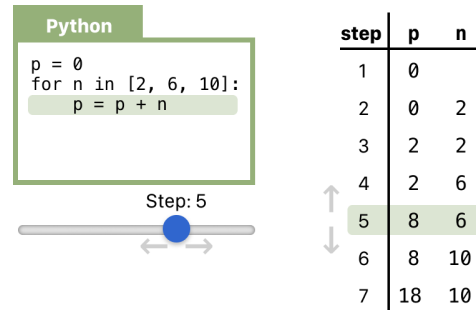 Python
p = 0
for n in [2, 6, 10]:
    p = p + n
Step: 5
step p n
1 0
2 0 2
3 2 2
4 2 6
5 8 6
6 8 10
7 18 10